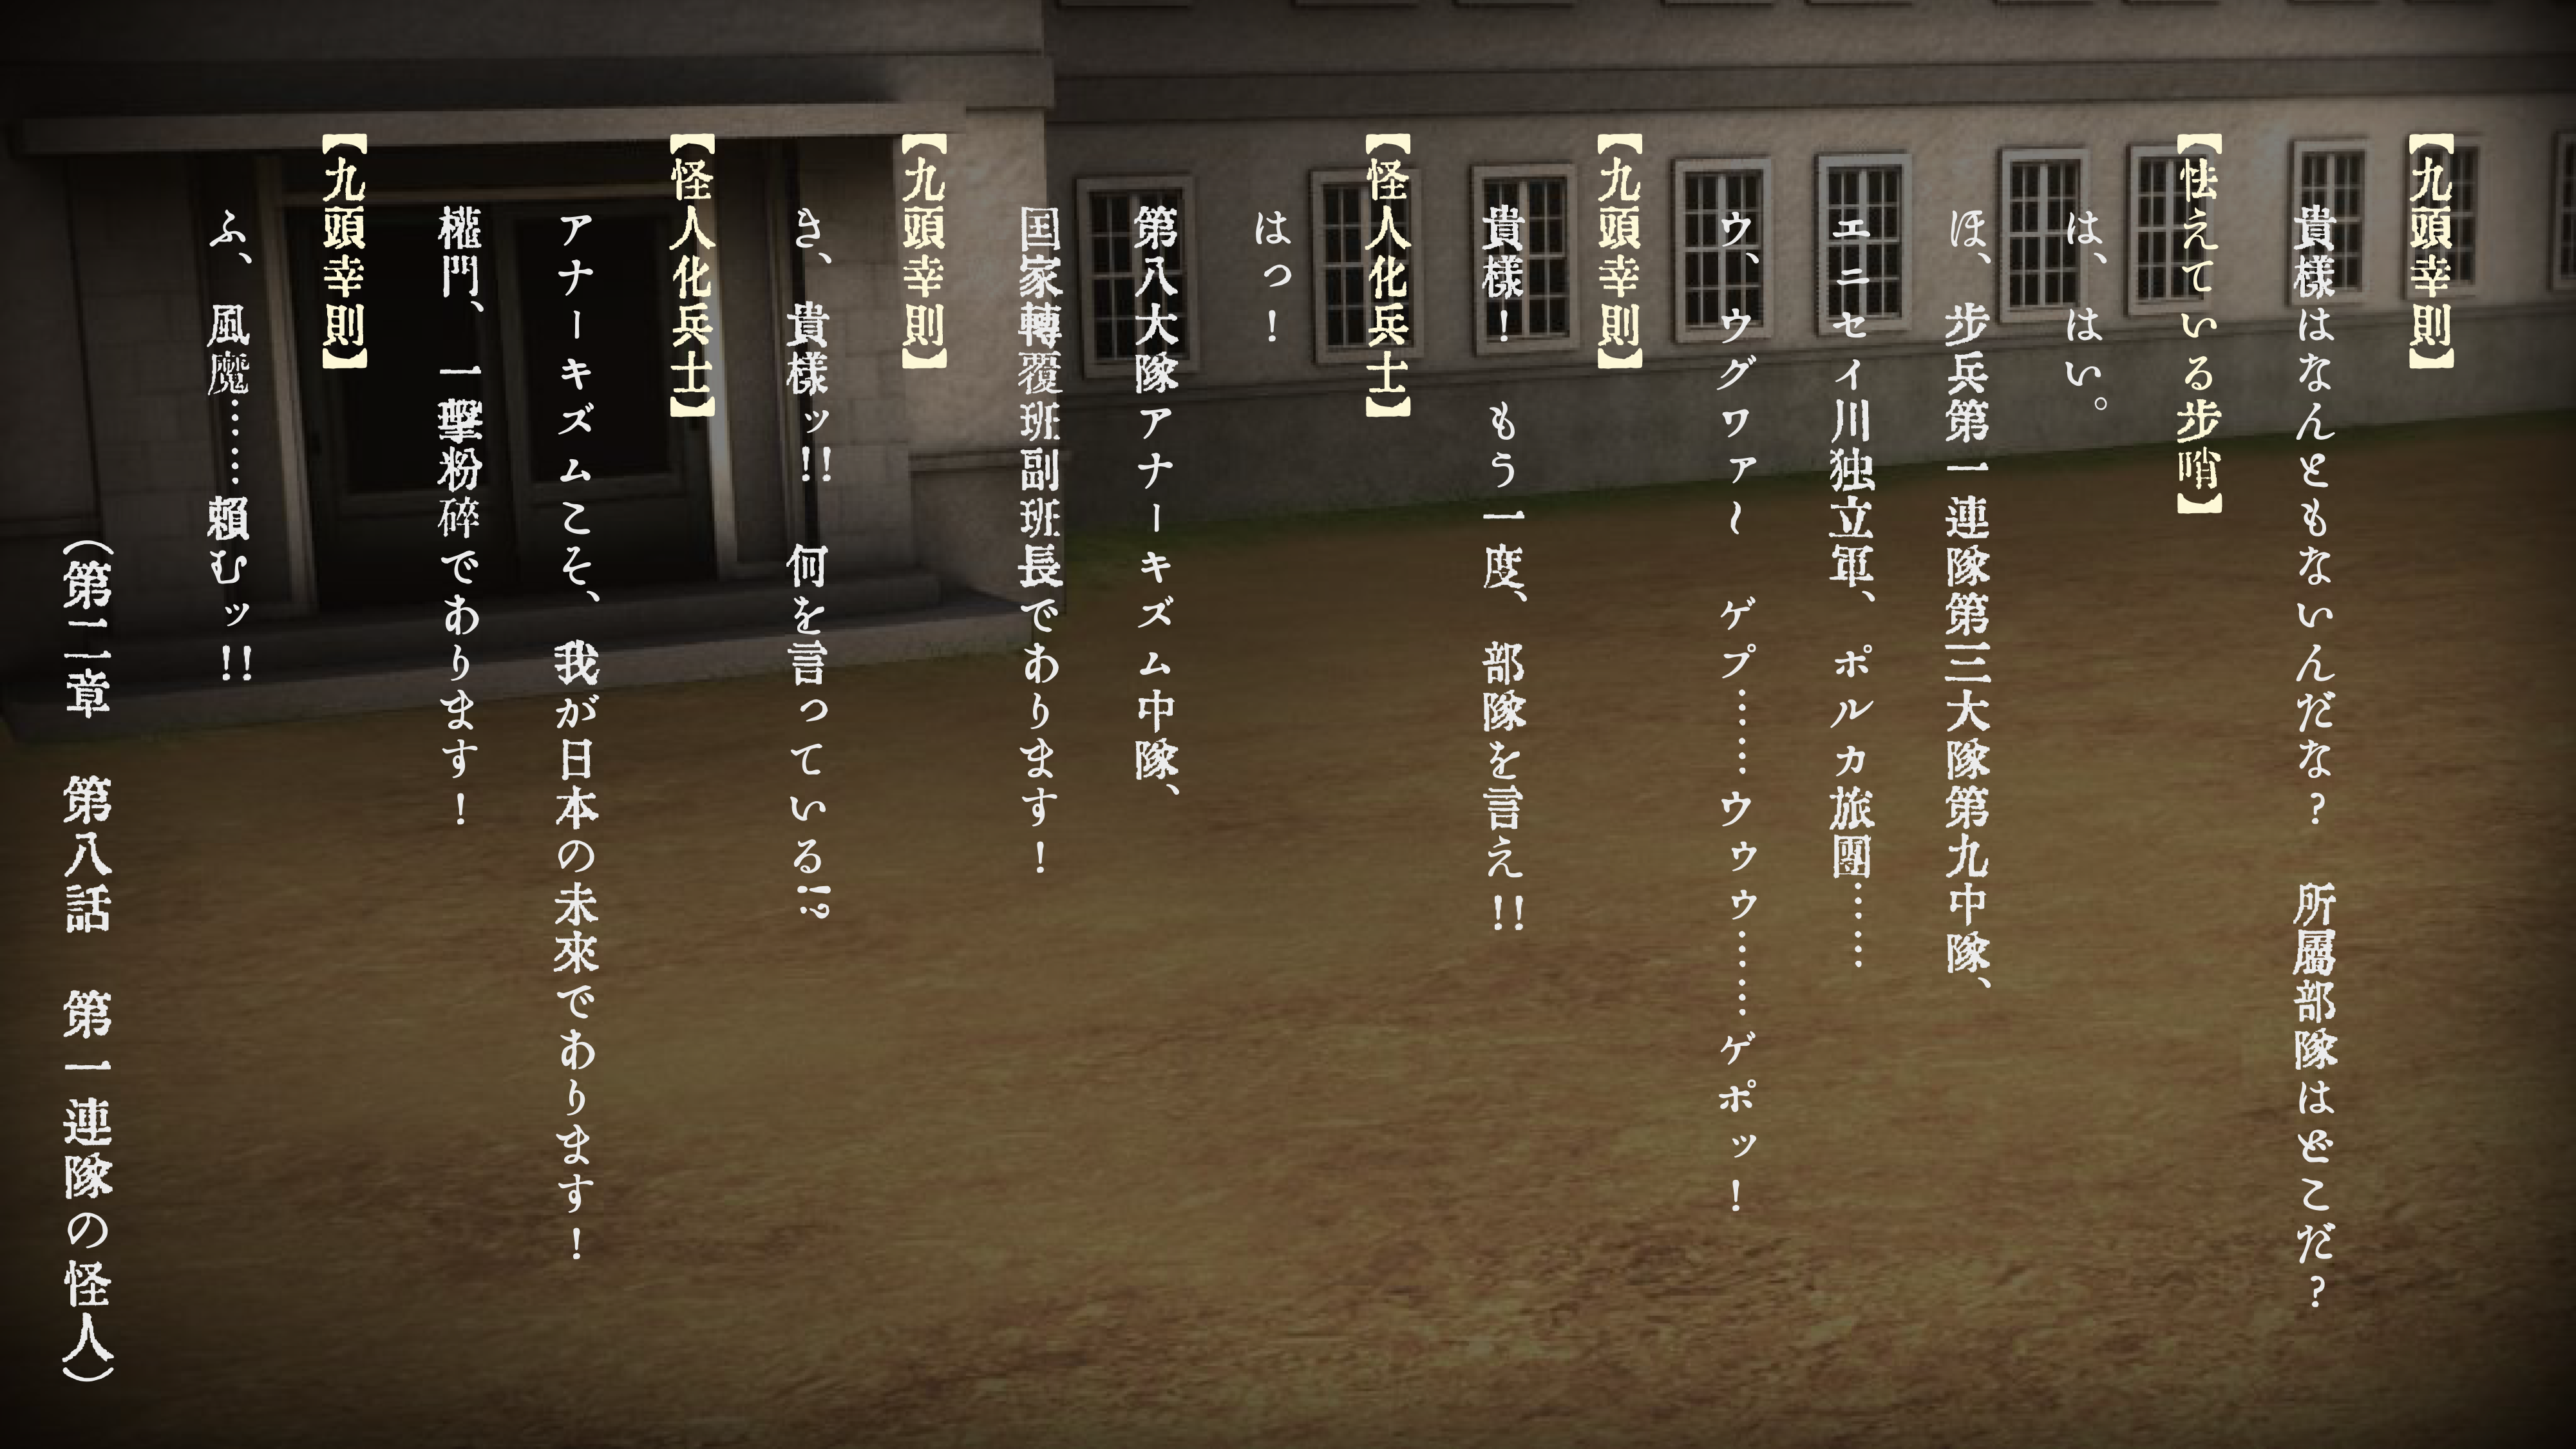 【九頭幸則】
貴様はなんともないんだな？　所属部隊はどこだ？
【怯えている歩哨】
は、はい。
ほ、歩兵第一連隊第三大隊第九中隊、
エニセイ川独立軍、ポルカ旅團……
ウ、ウグワァ〜　ゲプ……ウゥウ……ゲポッ！
【九頭幸則】
貴様！　もう一度、部隊を言え!!
【怪人化兵士】
はっ！
第八大隊アナーキズム中隊、
国家轉覆班副班長であります！
【九頭幸則】
き、貴様ッ!!　何を言っている!?
【怪人化兵士】
アナーキズムこそ、我が日本の未來であります！
権門、一擊粉碎であります！
【九頭幸則】
ふ、風魔……頼むッ!!
（第二章　第八話　第一連隊の怪人）